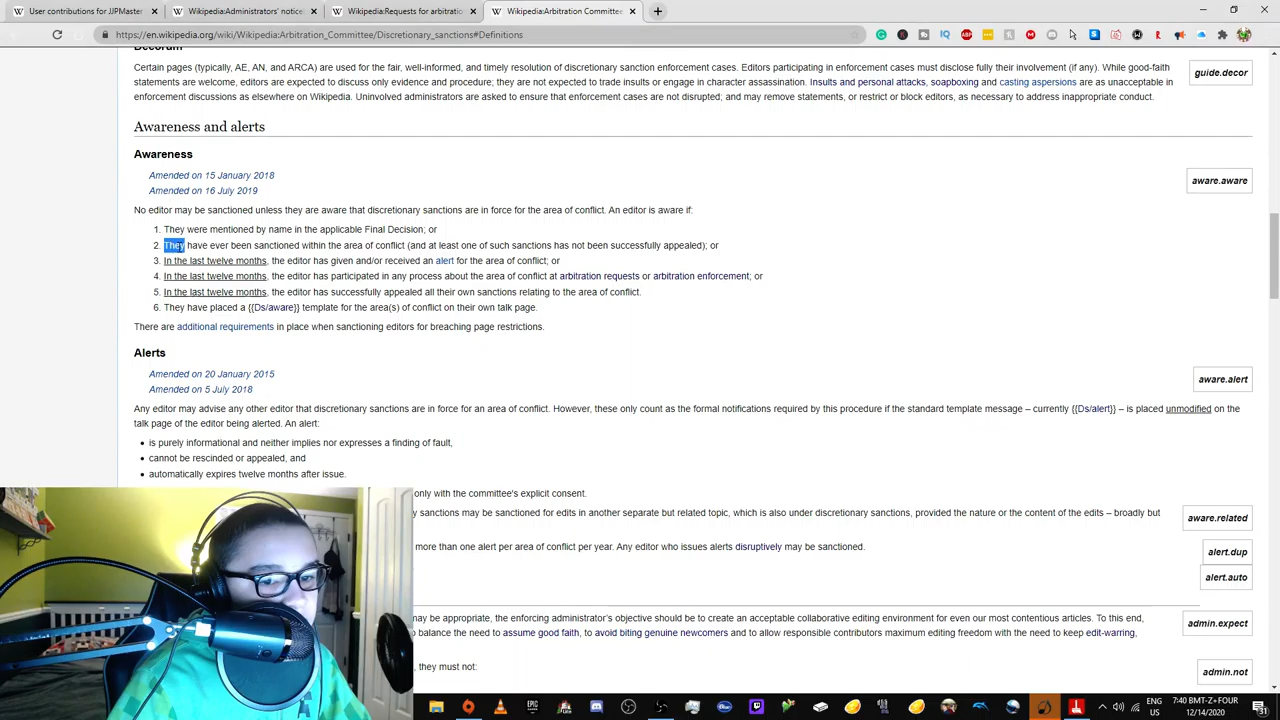 User contributions for JJPMaster
Wikipedia:Administrators' notice
Wikipedia:Requests for arbitratio
Wikipedia:Arbitration Committee
https://en.wikipedia.org/wiki/Wikipedia:Arbitration_Committee/Discretionary_sanctions#Definitions
Decorum
Certain pages (typically, AE, AN, and ARCA) are used for the fair, well-informed, and timely resolution of discretionary sanction enforcement cases. Editors participating in enforcement cases must disclose fully their involvement (if any). While good-faith
statements are welcome, editors are expected to discuss only evidence and procedure; they are not expected to trade insults or engage in character assassination. Insults and personal attacks, soapboxing and casting aspersions are as unacceptable in
enforcement discussions as elsewhere on Wikipedia. Uninvolved administrators are asked to ensure that enforcement cases are not disrupted; and may remove statements, or restrict or block editors, as necessary to address inappropriate conduct.
guide.decor
Awareness and alerts
Awareness
Amended on 15 January 2018
Amended on 16 July 2019
aware.aware
No editor may be sanctioned unless they are aware that discretionary sanctions are in force for the area of conflict. An editor is aware if:
1. They were mentioned by name in the applicable Final Decision; or
2. They have ever been sanctioned within the area of conflict (and at least one of such sanctions has not been successfully appealed); or
3. In the last twelve months, the editor has given and/or received an alert for the area of conflict; or
4. In the last twelve months, the editor has participated in any process about the area of conflict at arbitration requests or arbitration enforcement; or
5. In the last twelve months, the editor has successfully appealed all their own sanctions relating to the area of conflict.
6. They have placed a {{Ds/aware}} template for the area(s) of conflict on their own talk page.
There are additional requirements in place when sanctioning editors for breaching page restrictions.
Alerts
Amended on 20 January 2015
Amended on 5 July 2018
aware.alert
Any editor may advise any other editor that discretionary sanctions are in force for an area of conflict. However, these only count as the formal notifications required by this procedure if the standard template message – currently {{Ds/alert}} – is placed unmodified on the
talk page of the editor being alerted. An alert:
• is purely informational and neither implies nor expresses a finding of fault,
• cannot be rescinded or appealed, and
• automatically expires twelve months after issue.
only with the committee's explicit consent.
sanctions may be sanctioned for edits in another separate but related topic, which is also under discretionary sanctions, provided the nature or the content of the edits – broadly but
aware.related
more than one alert per area of conflict per year. Any editor who issues alerts disruptively may be sanctioned.
alert.dup
alert.auto
may be appropriate, the enforcing administrator's objective should be to create an acceptable collaborative editing environment for even our most contentious articles. To this end,
balance the need to assume good faith, to avoid biting genuine newcomers and to allow responsible contributors maximum editing freedom with the need to keep edit-warring,
admin.expect
, they must not:
admin.not
ENG
US
7:40 BMT-Z+FOUR
12/14/2020